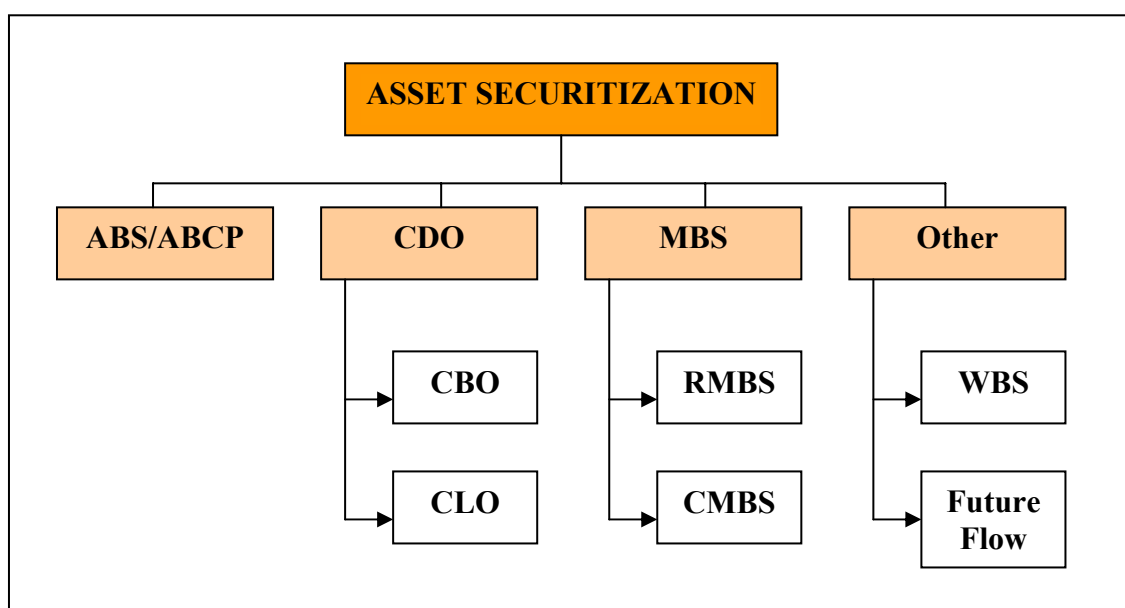 ASSET SECURITIZATION
ABS/ABCP
CDO
MBS
Other
CBO
RMBS
WBS
CLO
CMBS
Future
Flow